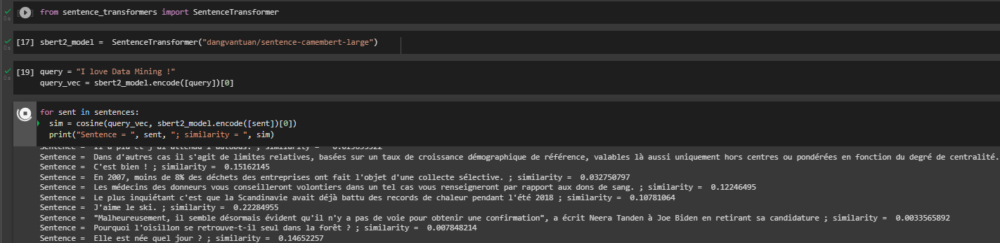 from sentence_transformers import SentenceTransformer
0s
[17] sbert2_model =  SentenceTransformer("dangvantuan/sentence-camembert-large")
0s
[19] query = "I love Data Mining !"
0s
query_vec = sbert2_model.encode([query])[0]
for sent in sentences:
sim = cosine(query_vec, sbert2_model.encode([sent])[0])
print("Sentence = ", sent, "; similarity = ", sim)
Sentence =  Il a plu et j'ai attendu l'autobus. ; similarity =
Sentence =  Dans d'autres cas il s'agit de limites relatives, basées sur un taux de croissance démographique de référence, valables là aussi uniquement hors centres ou pondérées en fonction du degré de centralité.
Sentence =  C'est bien ! ; similarity =  0.15162145
Sentence =  En 2007, moins de 8% des déchets des entreprises ont fait l'objet d'une collecte sélective. ; similarity =  0.032750797
Sentence =  Les médecins des donneurs vous conseilleront volontiers dans un tel cas vous renseigneront par rapport aux dons de sang. ; similarity =  0.12246495
Sentence =  Le plus inquiétant c'est que la Scandinavie avait déjà battu des records de chaleur pendant l'été 2018 ; similarity =  0.10781064
Sentence =  J'aime le ski. ; similarity =  0.22284955
Sentence =  "Malheureusement, il semble désormais évident qu'il n'y a pas de voie pour obtenir une confirmation", a écrit Neera Tanden à Joe Biden en retirant sa candidature ; similarity =  0.0033565892
Sentence =  Pourquoi l'oisillon se retrouve-t-il seul dans la forêt ? ; similarity =  0.007848214
Sentence =  Elle est née quel jour ? ; similarity =  0.14652257